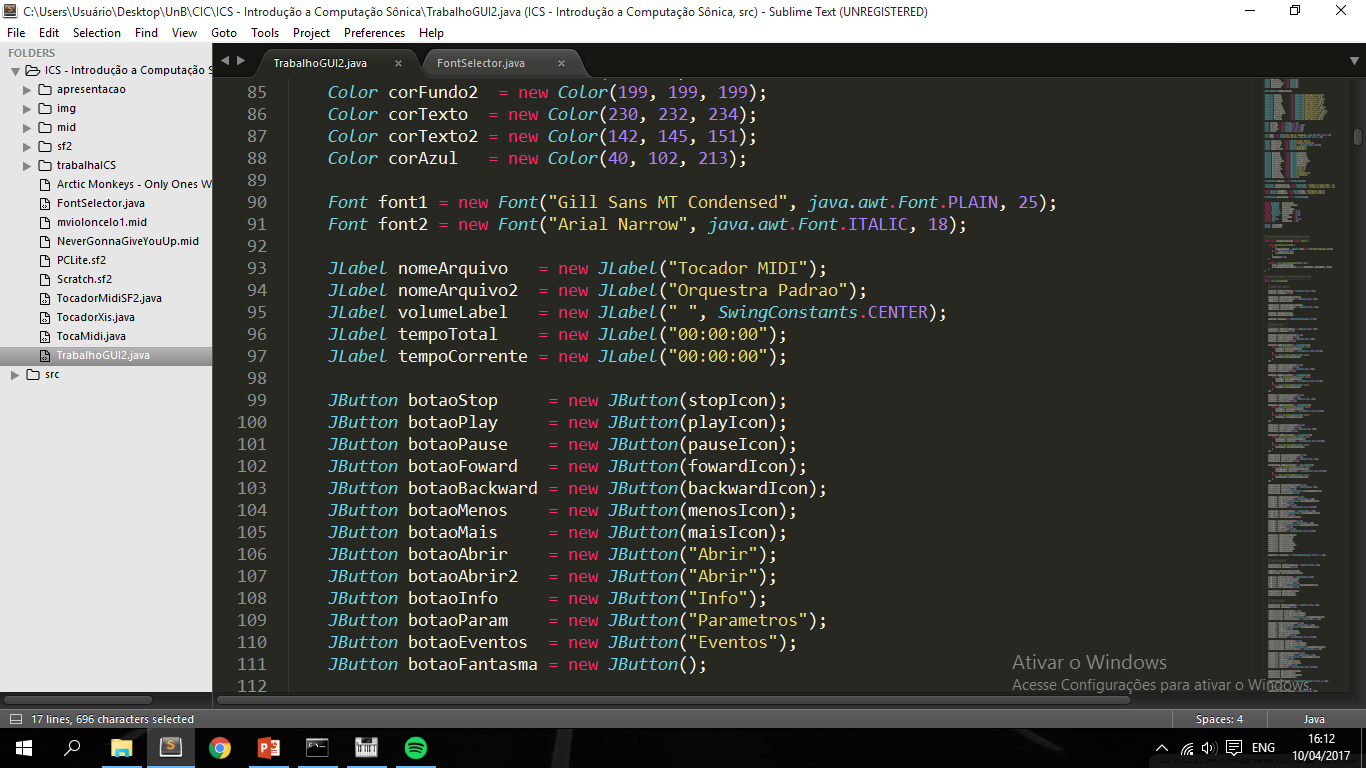 C:\Users\Usuário\Desktop\UnB\CIC\ICS - Introdução a Computação Sônica\TrabalhoGUI2.java (ICS - Introdução a Computação Sônica, src) - Sublime Text (UNREGISTERED)
File Edit Selection Find View Goto Tools Project Preferences Help
FOLDERS
ICS - Introdução a Computação S
apresentacao
img
mid
sf2
trabalhaICS
Arctic Monkeys - Only Ones W
FontSelector.java
mvioloncelo1.mid
NeverGonnaGiveYouUp.mid
PCLite.sf2
Scratch.sf2
TocadorMidiSF2.java
TocadorXis.java
TocaMidi.java
TrabalhoGUI2.java
src
TrabalhoGUI2.java × FontSelector.java ×
85 Color corFundo2  = new Color(199, 199, 199);
86 Color corTexto  = new Color(230, 232, 234);
87 Color corTexto2 = new Color(142, 145, 151);
88 Color corAzul   = new Color(40, 102, 213);
89
90 Font font1 = new Font("Gill Sans MT Condensed", java.awt.Font.PLAIN, 25);
91 Font font2 = new Font("Arial Narrow", java.awt.Font.ITALIC, 18);
92
93 JLabel nomeArquivo   = new JLabel("Tocador MIDI");
94 JLabel nomeArquivo2  = new JLabel("Orquestra Padrao");
95 JLabel volumeLabel   = new JLabel(" ", SwingConstants.CENTER);
96 JLabel tempoTotal    = new JLabel("00:00:00");
97 JLabel tempoCorrente = new JLabel("00:00:00");
98
99 JButton botaoStop     = new JButton(stopIcon);
100 JButton botaoPlay     = new JButton(playIcon);
101 JButton botaoPause    = new JButton(pauseIcon);
102 JButton botaoFoward   = new JButton(fowardIcon);
103 JButton botaoBackward = new JButton(backwardIcon);
104 JButton botaoMenos    = new JButton(menosIcon);
105 JButton botaoMais     = new JButton(maisIcon);
106 JButton botaoAbrir    = new JButton("Abrir");
107 JButton botaoAbrir2   = new JButton("Abrir");
108 JButton botaoInfo     = new JButton("Info");
109 JButton botaoParam    = new JButton("Parametros");
110 JButton botaoEventos  = new JButton("Eventos");
111 JButton botaoFantasma = new JButton();
112
Ativar o Windows
Acesse Configurações para ativar o Windows.
17 lines, 696 characters selected Spaces: 4 Java
ENG 16:12
10/04/2017